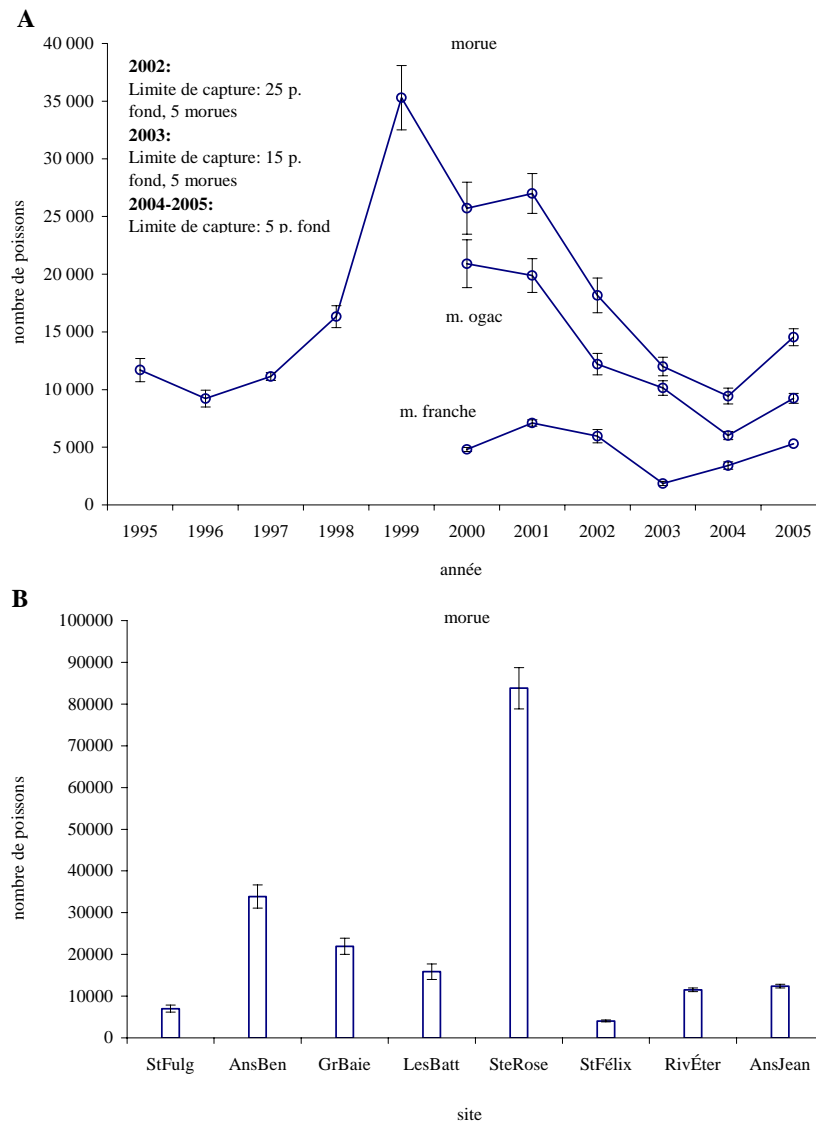 A
morue
40 000
35 000
30 000
25 000
20 000
15 000
10 000
5 000
0
nombre de poissons
2002:
Limite de capture: 25 p.
fond, 5 morues
2003:
Limite de capture: 15 p.
fond, 5 morues
2004-2005:
Limite de capture: 5 p. fond
m. ogac
m. franche
1995 1996 1997 1998 1999 2000 2001 2002 2003 2004 2005
année
B
morue
100000
90000
80000
70000
60000
50000
40000
30000
20000
10000
0
nombre de poissons
StFulg AnsBen GrBaie LesBatt SteRose StFélix RivÉter AnsJean
site